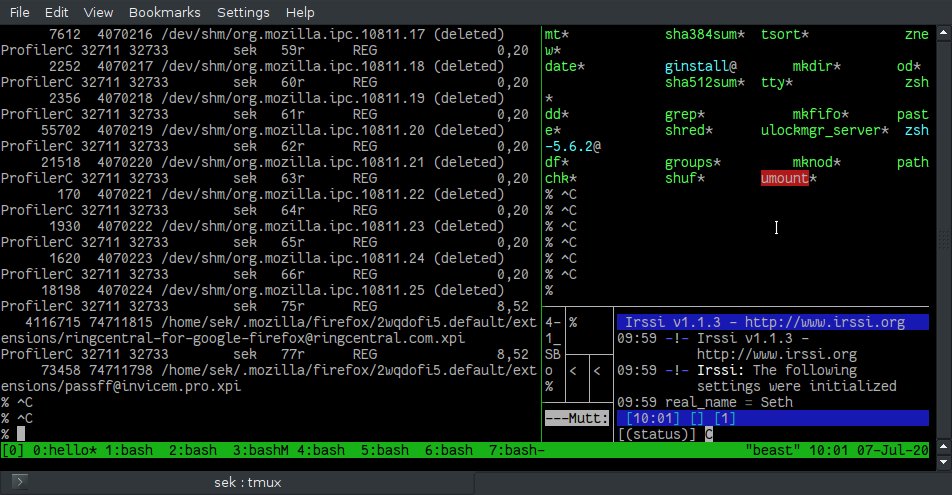 File Edit View Bookmarks Settings Help
7612 4070216 /dev/shm/org.mozilla.ipc.10811.17 (deleted)
ProfilerC 32711 32733 sek 59r REG 0,20
2252 4070217 /dev/shm/org.mozilla.ipc.10811.18 (deleted)
ProfilerC 32711 32733 sek 60r REG 0,20
2356 4070218 /dev/shm/org.mozilla.ipc.10811.19 (deleted)
ProfilerC 32711 32733 sek 61r REG 0,20
55702 4070219 /dev/shm/org.mozilla.ipc.10811.20 (deleted)
ProfilerC 32711 32733 sek 62r REG 0,20
21518 4070220 /dev/shm/org.mozilla.ipc.10811.21 (deleted)
ProfilerC 32711 32733 sek 63r REG 0,20
170 4070221 /dev/shm/org.mozilla.ipc.10811.22 (deleted)
ProfilerC 32711 32733 sek 64r REG 0,20
1930 4070222 /dev/shm/org.mozilla.ipc.10811.23 (deleted)
ProfilerC 32711 32733 sek 65r REG 0,20
1620 4070223 /dev/shm/org.mozilla.ipc.10811.24 (deleted)
ProfilerC 32711 32733 sek 66r REG 0,20
18198 4070224 /dev/shm/org.mozilla.ipc.10811.25 (deleted)
ProfilerC 32711 32733 sek 75r REG 8,52
4116715 74711815 /home/sek/.mozilla/firefox/2wqdofi5.default/ext
ensions/ringcentral-for-google-firefox@ringcentral.com.xpi
ProfilerC 32711 32733 sek 77r REG 8,52
73458 74711798 /home/sek/.mozilla/firefox/2wqdofi5.default/ext
ensions/passff@invicem.pro.xpi
% ^C
% ^C
%
mt* sha384sum* tsort* zne
w*
date* ginstall@ mkdir* od*
sha512sum* tty* zsh
*
dd* grep* mkfifo* past
e* shred* ulockmgr_server* zsh
-5.6.2@
df* groups* mknod* path
chk* shuf* umount*
% ^C
% ^C
% ^C
% ^C
% ^C
% ^C
%
4-
1_
SB
o
%
---Mutt:
%
< <
Irssi v1.1.3 - http://www.irssi.org
09:59 -!- Irssi v1.1.3 -
http://www.irssi.org
09:59 -!- Irssi: The following
settings were initialized
09:59 real_name = Seth
[10:01] [] [1]
[(status)] C
[0] 0:hello* 1:bash 2:bash 3:bashM 4:bash 5:bash 6:bash 7:bash- "beast" 10:01 07-Jul-20
sek : tmux